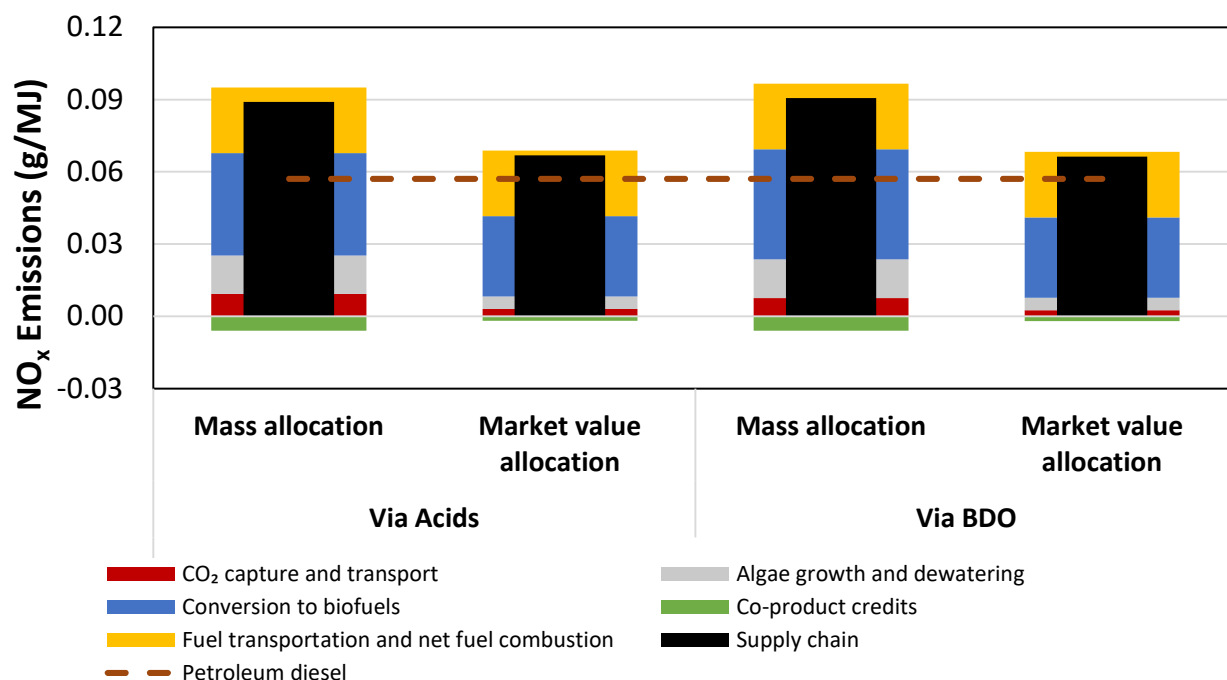 NOx Emissions (g/MJ)
0.12
0.09
0.06
0.03
0.00
-0.03
Mass allocation
Market value
allocation
Mass allocation
Market value
allocation
Via Acids
Via BDO
CO₂ capture and transport
Algae growth and dewatering
Conversion to biofuels
Co-product credits
Fuel transportation and net fuel combustion
Supply chain
Petroleum diesel